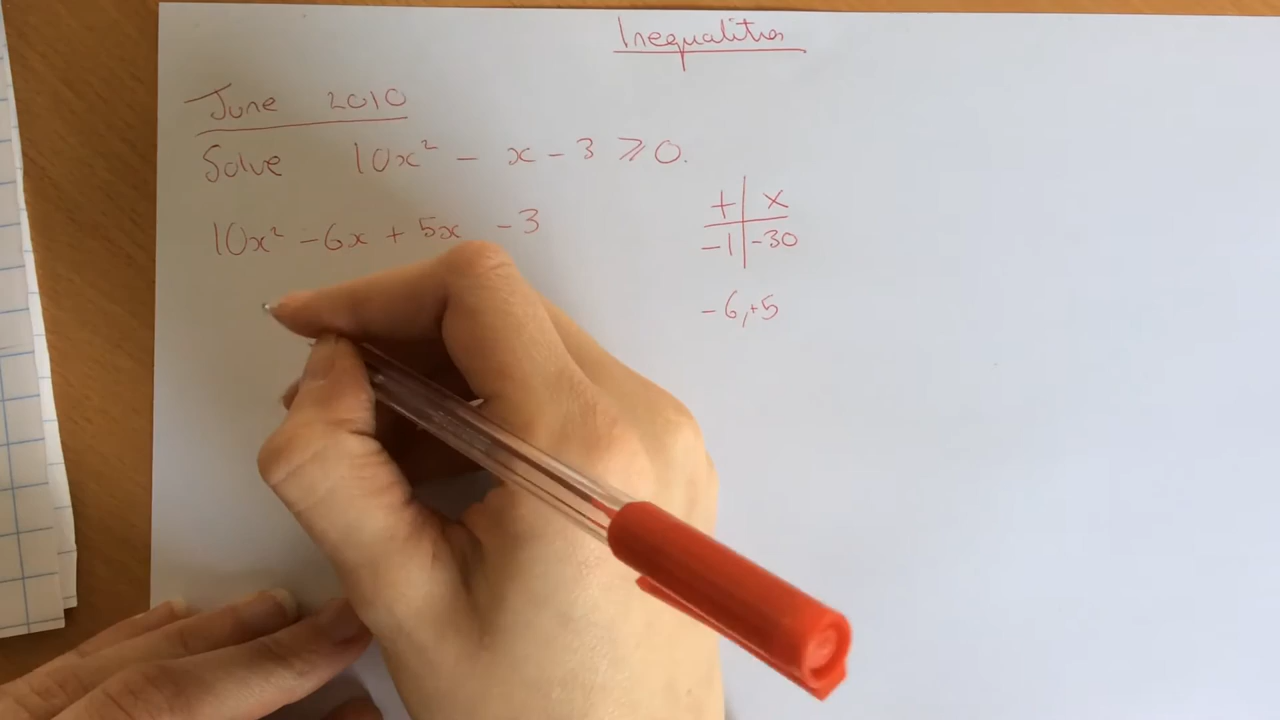 Inequalities
June 2010
Solve 10x² - x - 3 ⩾ 0.
10x² - 6x + 5x - 3
+ x
-1 -30
-6,+5